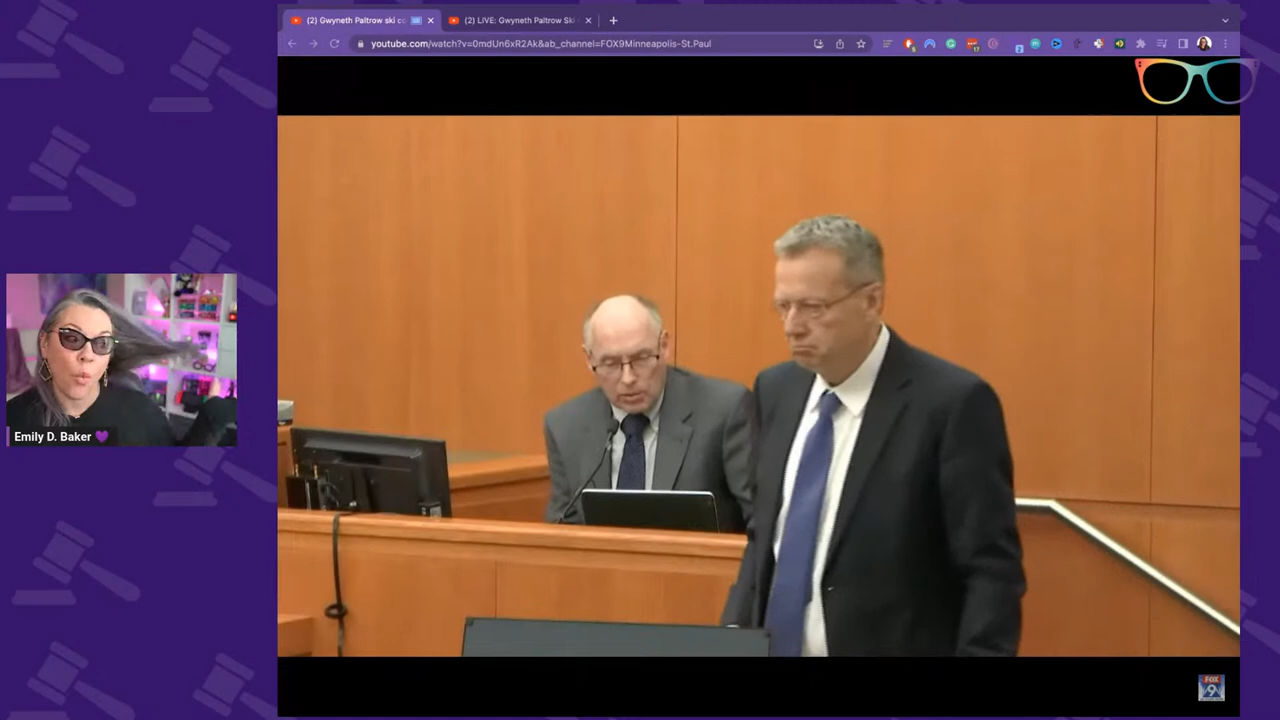 (2) Gwyneth Paltrow ski co
(2) LIVE: Gwyneth Paltrow Ski
youtube.com/watch?v=0mdUn6xR2Ak&ab_channel=FOX9Minneapolis-St.Paul
Emily D. Baker 💜
FOX
9